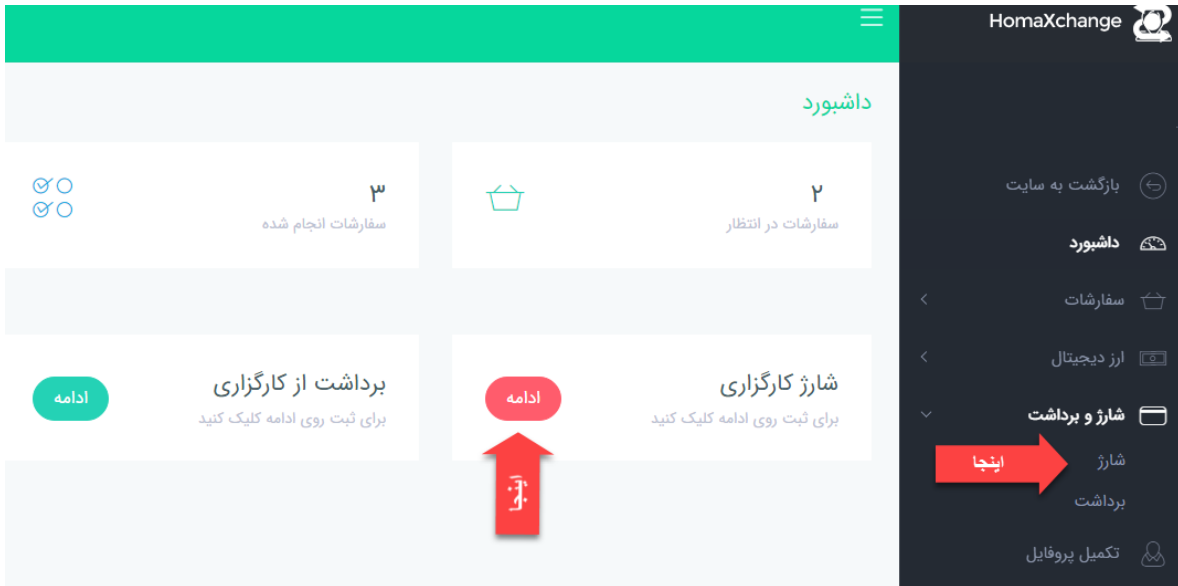 HomaXchange
بازگشت به سایت
داشبورد
سفارشات
ارز دیجیتال
شارژ و برداشت
شارژ
اینجا
برداشت
تکمیل پروفایل
داشبورد
۲
سفارشات در انتظار
۳
سفارشات انجام شده
شارژ کارگزاری
برای ثبت روی ادامه کلیک کنید
ادامه
اینجا
برداشت از کارگزاری
برای ثبت روی ادامه کلیک کنید
ادامه